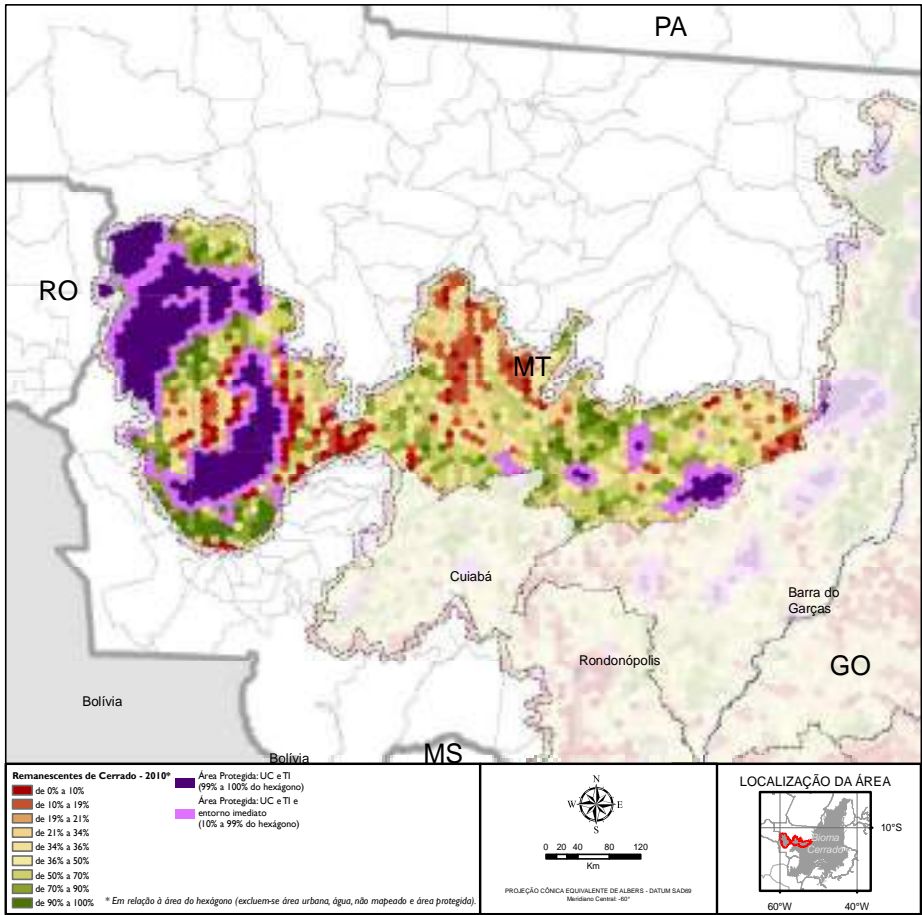 PA
RO
MT
Cuiabá
Barra do
Garças
Rondonópolis
GO
Bolívia
Bolívia
MS
Remanescentes de Cerrado - 2010*
de 0% a 10%
de 10% a 19%
de 19% a 21%
de 21% a 34%
de 34% a 36%
de 36% a 50%
de 50% a 70%
de 70% a 90%
de 90% a 100%
Área Protegida: UC e TI
(99% a 100% do hexágono)
Área Protegida: UC e TI e
entorno imediato
(10% a 99% do hexágono)
* Em relação à área do hexágono (excluem-se área urbana, água, não mapeado e área protegida).
N
W E
S
0 20 40 80 120
Km
PROJEÇÃO CÔNICA EQUIVALENTE DE ALBERS - DATUM SAD69
Meridiano Central: -60°
LOCALIZAÇÃO DA ÁREA
10°S
Bioma
Cerrado
60°W 40°W